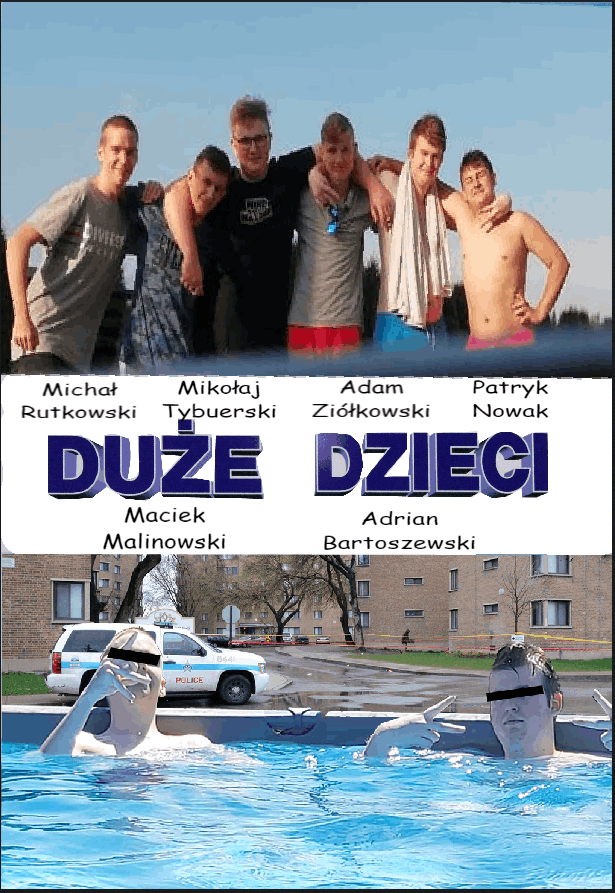 Michał Mikołaj Adam Patryk
Rutkowski Tybuerski Ziółkowski Nowak
DUŻE DZIECI
Maciek Adrian
Malinowski Bartoszewski
POLICE